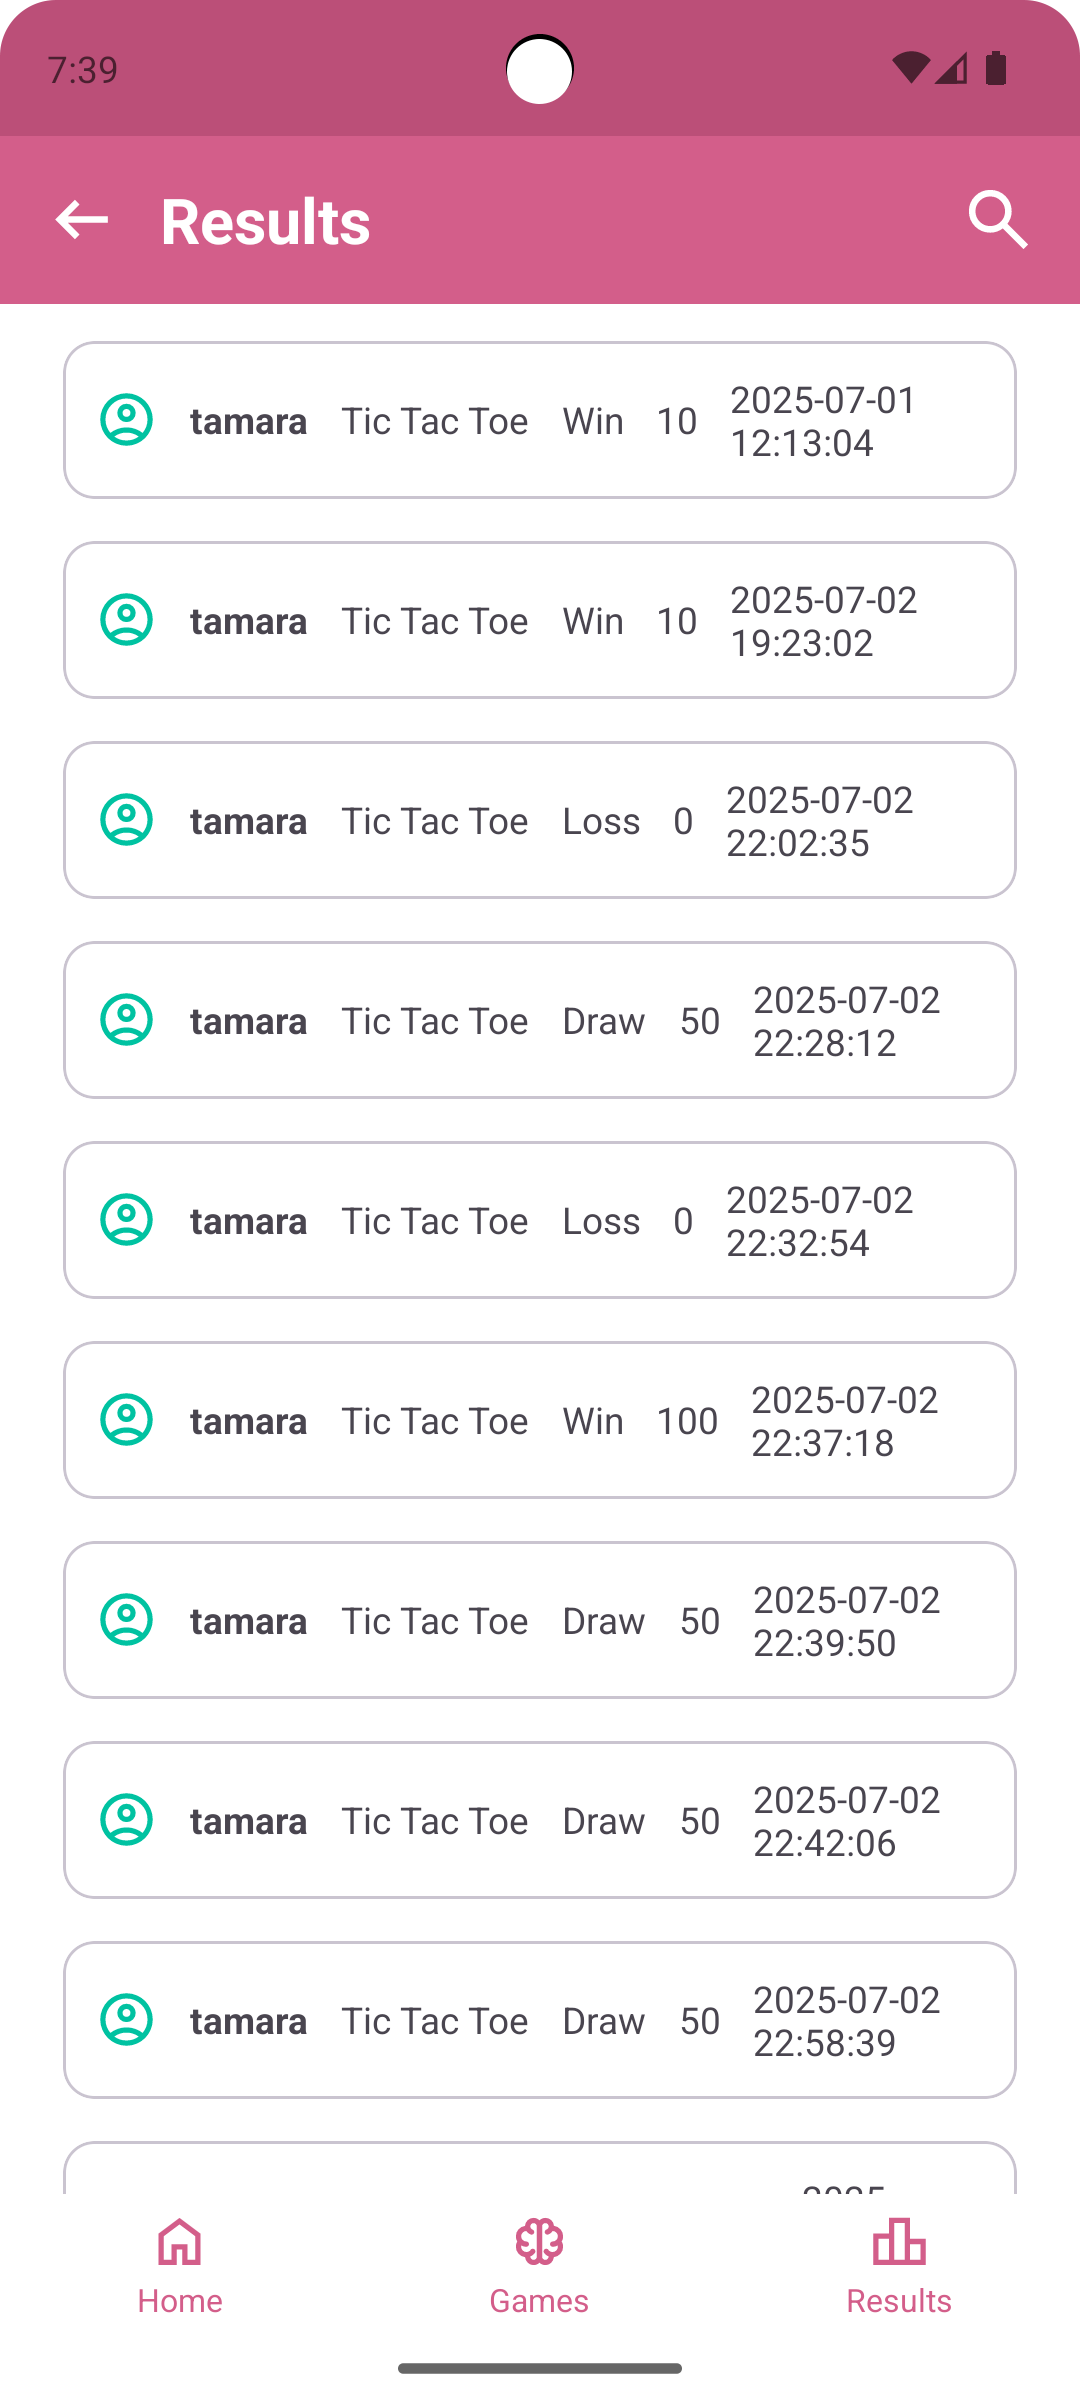 7:39
Results
tamara Tic Tac Toe Win 10 2025-07-01
12:13:04
tamara Tic Tac Toe Win 10 2025-07-02
19:23:02
tamara Tic Tac Toe Loss 0 2025-07-02
22:02:35
tamara Tic Tac Toe Draw 50 2025-07-02
22:28:12
tamara Tic Tac Toe Loss 0 2025-07-02
22:32:54
tamara Tic Tac Toe Win 100 2025-07-02
22:37:18
tamara Tic Tac Toe Draw 50 2025-07-02
22:39:50
tamara Tic Tac Toe Draw 50 2025-07-02
22:42:06
tamara Tic Tac Toe Draw 50 2025-07-02
22:58:39
Home
Games
Results